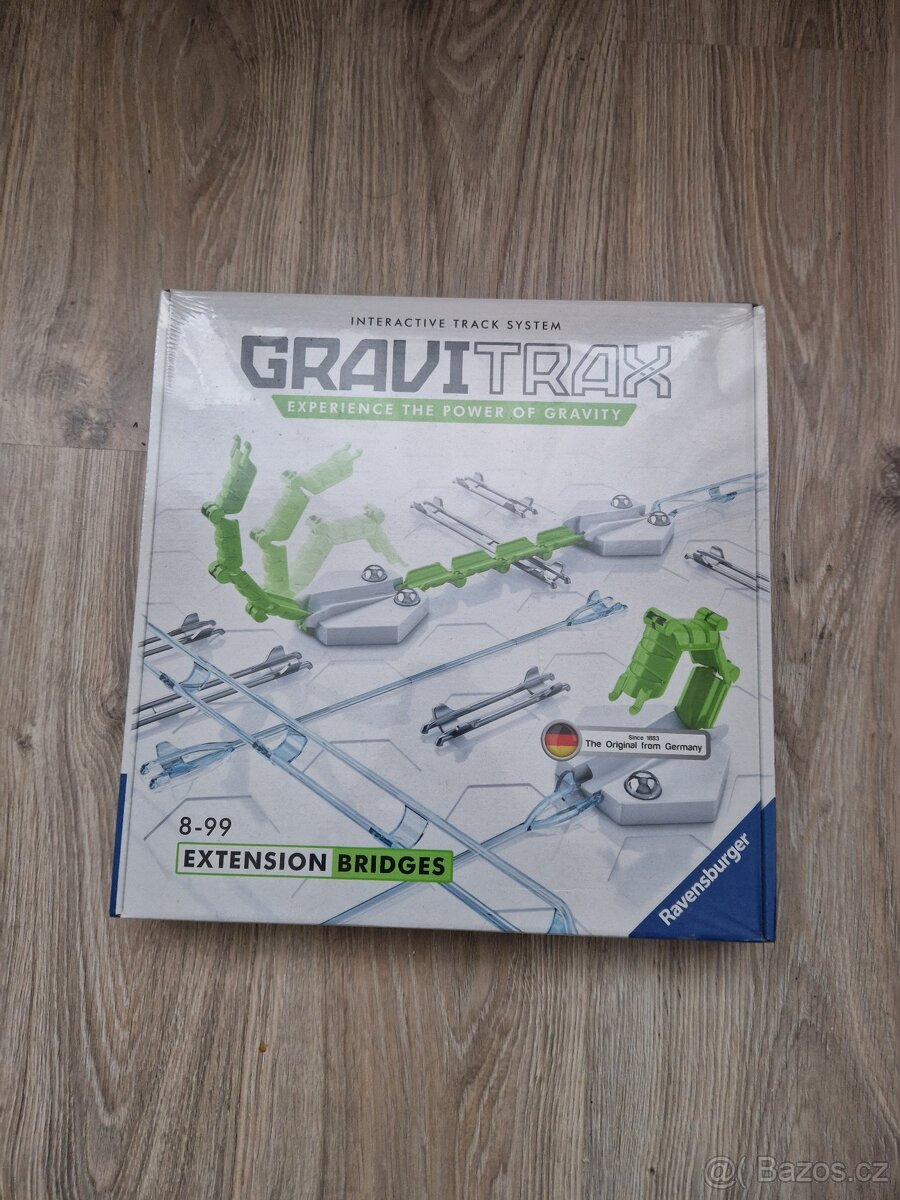 INTERACTIVE TRACK SYSTEM
GRAVITRAX
EXPERIENCE THE POWER OF GRAVITY
Since 1883
The Original from Germany
8-99
EXTENSION BRIDGES
Ravensburger
@( Bazos.cz